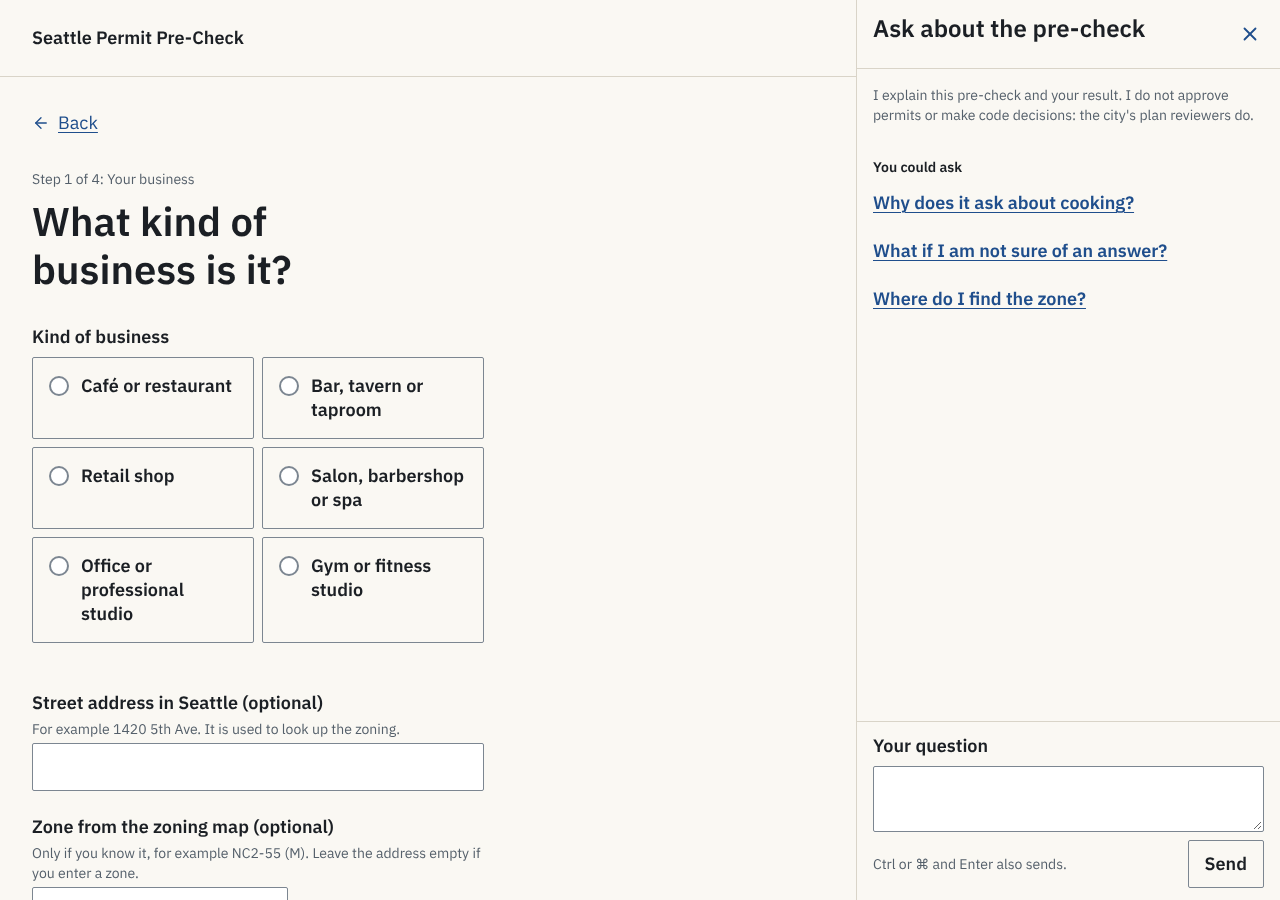 Seattle Permit Pre-Check
Back
Step 1 of 4: Your business
What kind of
business is it?
Kind of business
Café or restaurant
Bar, tavern or
taproom
Retail shop
Salon, barbershop
or spa
Office or
professional
studio
Gym or fitness
studio
Street address in Seattle (optional)
For example 1420 5th Ave. It is used to look up the zoning.
Zone from the zoning map (optional)
Only if you know it, for example NC2-55 (M). Leave the address empty if
you enter a zone.
Ask about the pre-check
I explain this pre-check and your result. I do not approve
permits or make code decisions: the city's plan reviewers do.
You could ask
Why does it ask about cooking?
What if I am not sure of an answer?
Where do I find the zone?
Your question
Ctrl or ⌘ and Enter also sends.
Send